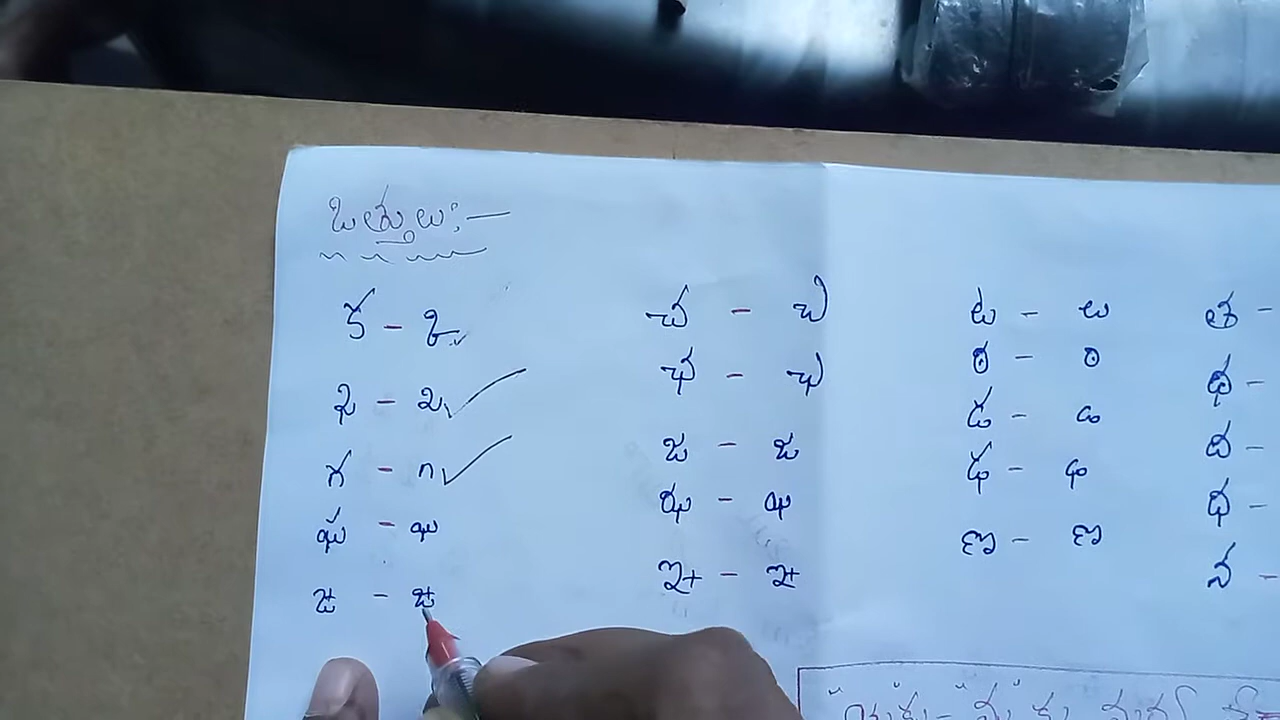 ఒత్తులు:-
క - ్క చ - ్చ ట - ్ట త -
ఖ - ్ఖ ఛ - ్ఛ ఠ - ్ఠ థ -
గ - ్గ జ - ్జ డ - ్డ ద -
ఘ - ్ఘ ఝ - ్ఝ ఢ - ్ఢ ధ -
ఙ - ్ఙ ఞ - ్ఞ ణ - ్ణ న -